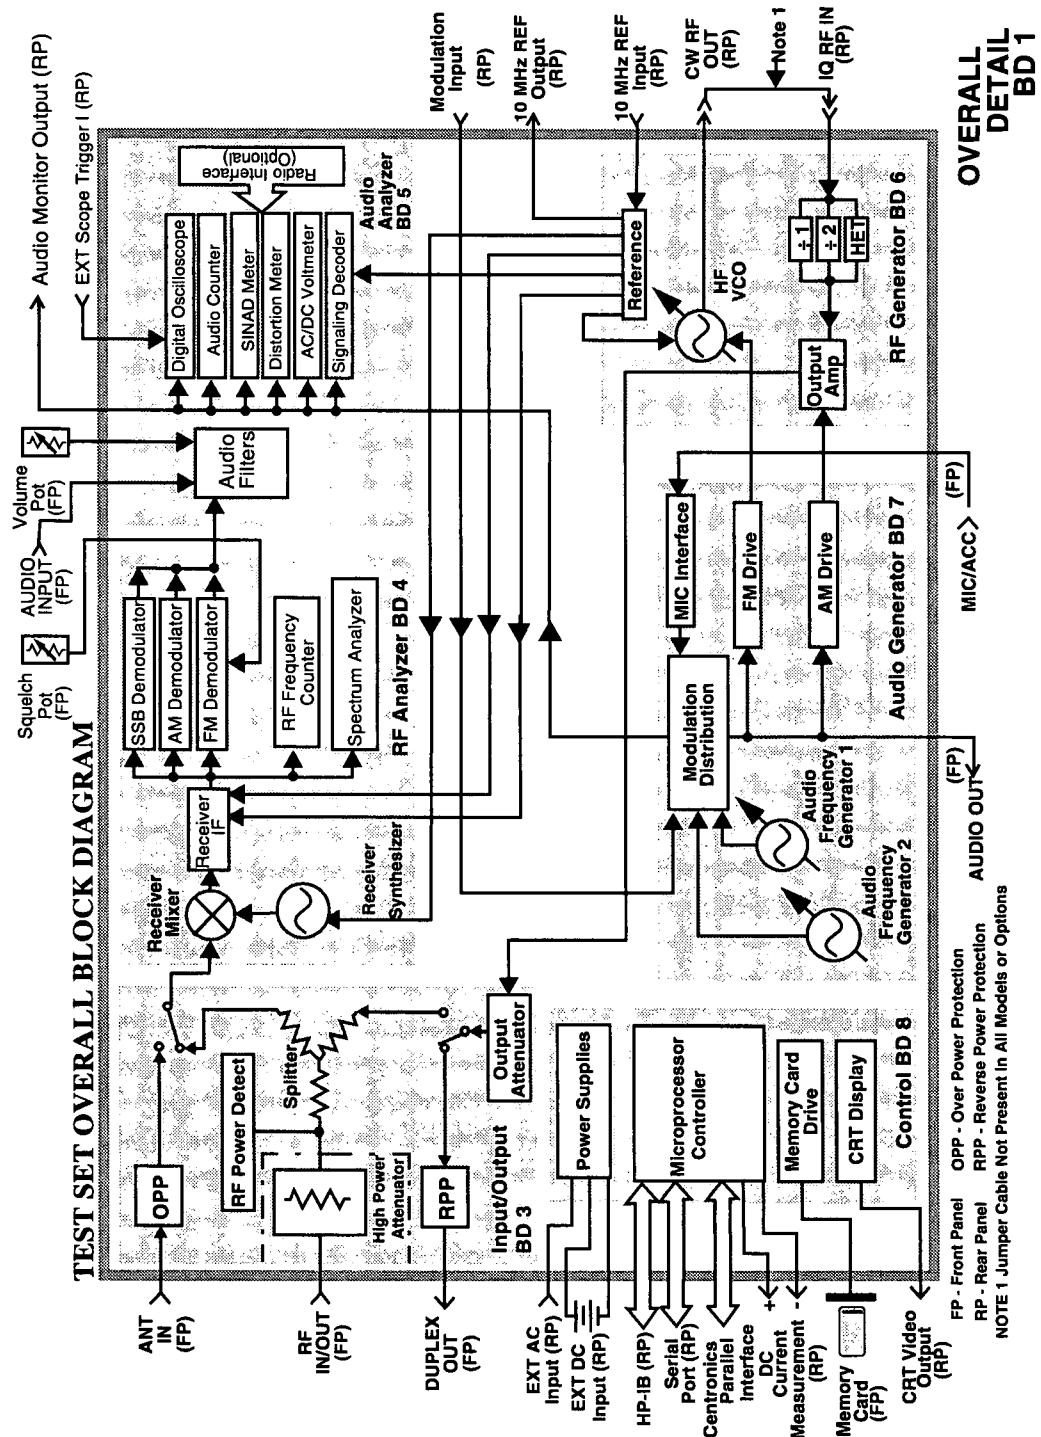 TEST SET OVERALL BLOCK DIAGRAM
Squelch
Pot
(FP)
AUDIO
INPUT
(FP)
Volume
Pot
(FP)
EXT Scope Trigger I (RP)
Audio Monitor Output (RP)
ANT
IN
(FP)
OPP
RF Power Detect
Splitter
RF
IN/OUT
(FP)
High Power
Attenuator
DUPLEX
OUT
(FP)
RPP
Output
Attenuator
Input/Output
BD 3
Receiver
Mixer
Receiver
IF
Receiver
Synthesizer
SSB Demodulator
AM Demodulator
FM Demodulator
RF Frequency
Counter
Spectrum Analyzer
RF Analyzer BD 4
Audio
Filters
Digital Oscilloscope
Audio Counter
SINAD Meter
Distortion Meter
AC/DC Voltmeter
Signaling Decoder
Radio Interface
(Optional)
Audio
Analyzer
BD 5
Modulation
Input
(RP)
10 MHz REF
Output
(RP)
10 MHz REF
Input
(RP)
CW RF
OUT
(RP)
Note 1
IQ RF IN
(RP)
EXT AC
Input (RP)
EXT DC
Input (RP)
Power Supplies
HP-IB (RP)
Serial
Port (RP)
Centronics
Parallel
Interface
Microprocessor
Controller
DC
Current
Measurement
(RP)
+
-
Memory Card
Drive
Memory
Card
(FP)
CRT Display
CRT Video
Output
(RP)
Control BD 8
Audio
Frequency
Generator 2
Audio
Frequency
Generator 1
Modulation
Distribution
MIC Interface
FM Drive
AM Drive
Audio Generator BD 7
AUDIO OUT
(FP)
MIC/ACC
(FP)
Reference
HF
VCO
Output
Amp
÷ 1
÷ 2
HET
RF Generator BD 6
FP - Front Panel OPP - Over Power Protection
RP - Rear Panel RPP - Reverse Power Protection
NOTE 1 Jumper Cable Not Present In All Models or Options
OVERALL
DETAIL
BD 1